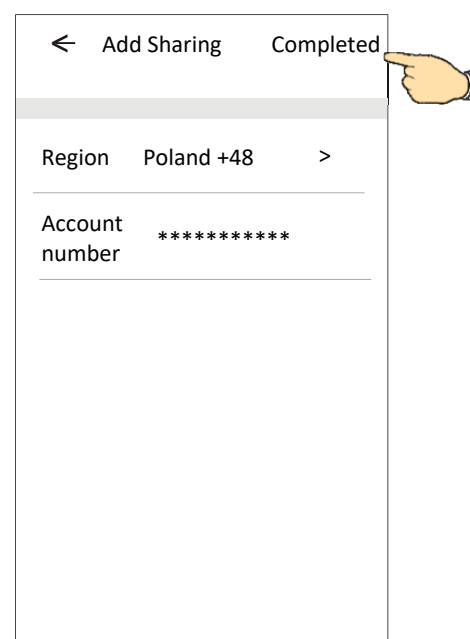 ← Add Sharing Completed
Region Poland +48 >
Account
number ***********